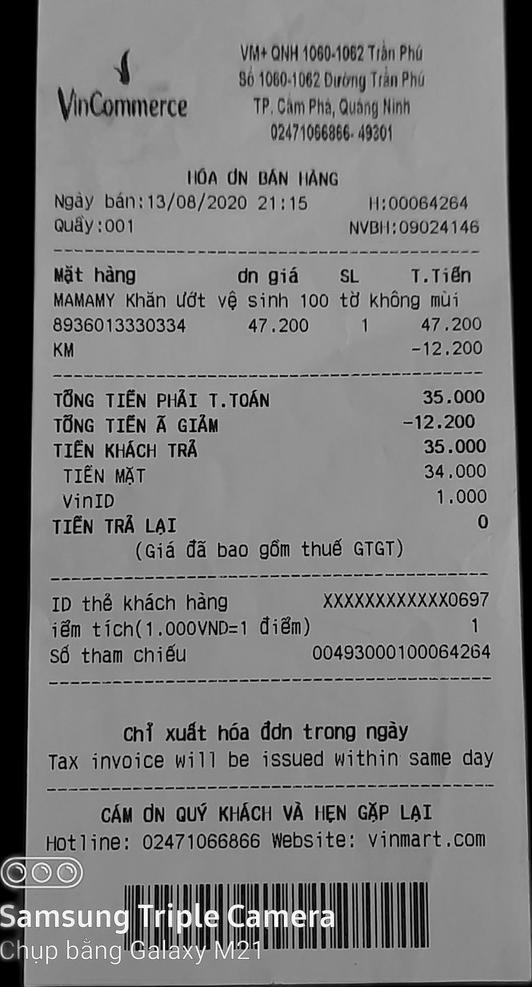 VinCommerce
VM+ QNH 1060-1062 Trần Phú
Số 1060-1062 Đường Trần Phú
TP. Cẩm Phả, Quảng Ninh
02471066866- 49301
HÓA ƠN BÁN HÀNG
Ngày bán:13/08/2020 21:15 H:00064264
Quầy:001 NVBH:09024146
Mặt hàng ơn giá SL T.Tiền
MAMAMY Khăn ướt vệ sinh 100 tờ không mùi
8936013330334 47.200 1 47.200
KM -12.200
TỔNG TIỀN PHẢI T.TOÁN 35.000
TỔNG TIỀN Ã GIẢM -12.200
TIỀN KHÁCH TRẢ 35.000
TIỀN MẶT 34.000
VinID 1.000
TIỀN TRẢ LẠI 0
(Giá đã bao gồm thuế GTGT)
ID thẻ khách hàng XXXXXXXXXXXX0697
iểm tích(1.000VND=1 điểm) 1
Số tham chiếu 00493000100064264
Chỉ xuất hóa đơn trong ngày
Tax invoice will be issued within same day
CẢM ƠN QUÝ KHÁCH VÀ HẸN GẶP LẠI
Hotline: 02471066866 Website: vinmart.com
Samsung Triple Camera
Chụp bằng Galaxy M21